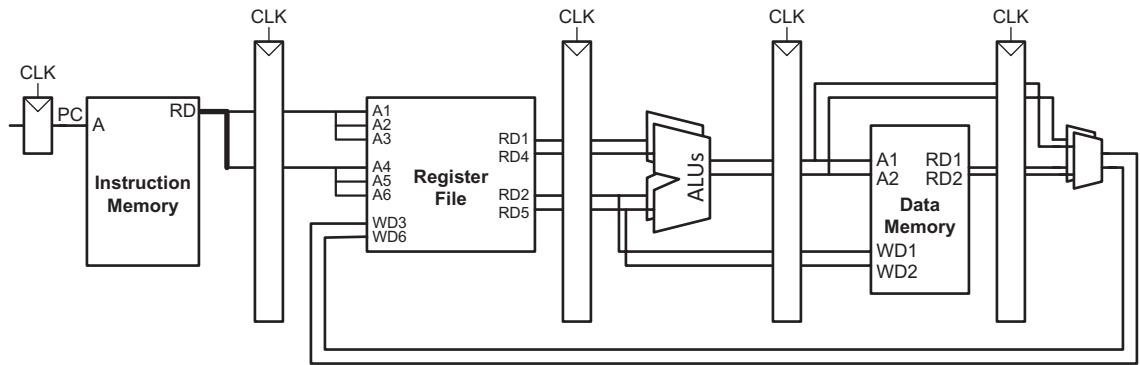 CLK
CLK
CLK
CLK
CLK
PC
A
RD
Instruction
Memory
A1
A2
A3
A4
A5
A6
WD3
WD6
Register
File
RD1
RD4
RD2
RD5
ALUs
A1
A2
RD1
RD2
Data
Memory
WD1
WD2